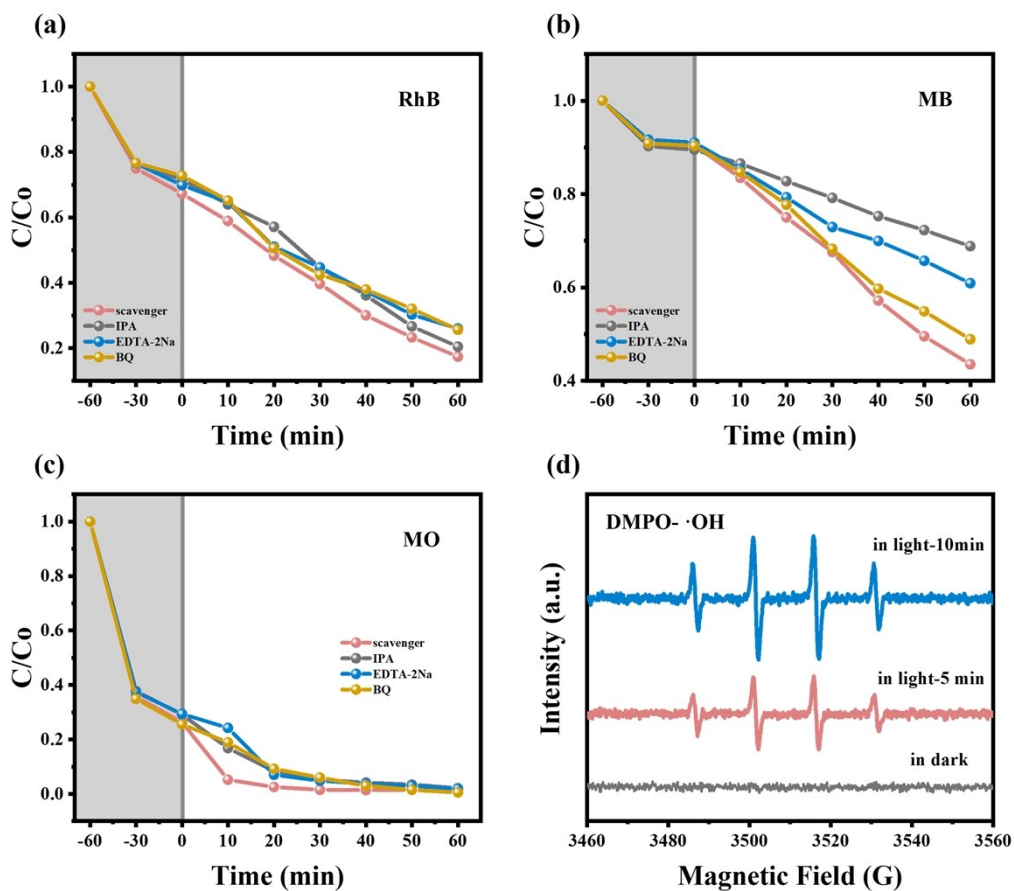 (a)
RhB
1.0
0.8
0.6
0.4
0.2
C/Co
scavenger
IPA
EDTA-2Na
BQ
-60 -30 0 10 20 30 40 50 60
Time (min)
(b)
MB
1.0
0.8
0.6
0.4
C/Co
scavenger
IPA
EDTA-2Na
BQ
-60 -30 0 10 20 30 40 50 60
Time (min)
(c)
MO
1.0
0.8
0.6
0.4
0.2
0.0
C/Co
scavenger
IPA
EDTA-2Na
BQ
-60 -30 0 10 20 30 40 50 60
Time (min)
(d)
DMPO- ·OH
in light-10min
in light-5 min
in dark
Intensity (a.u.)
3460 3480 3500 3520 3540 3560
Magnetic Field (G)